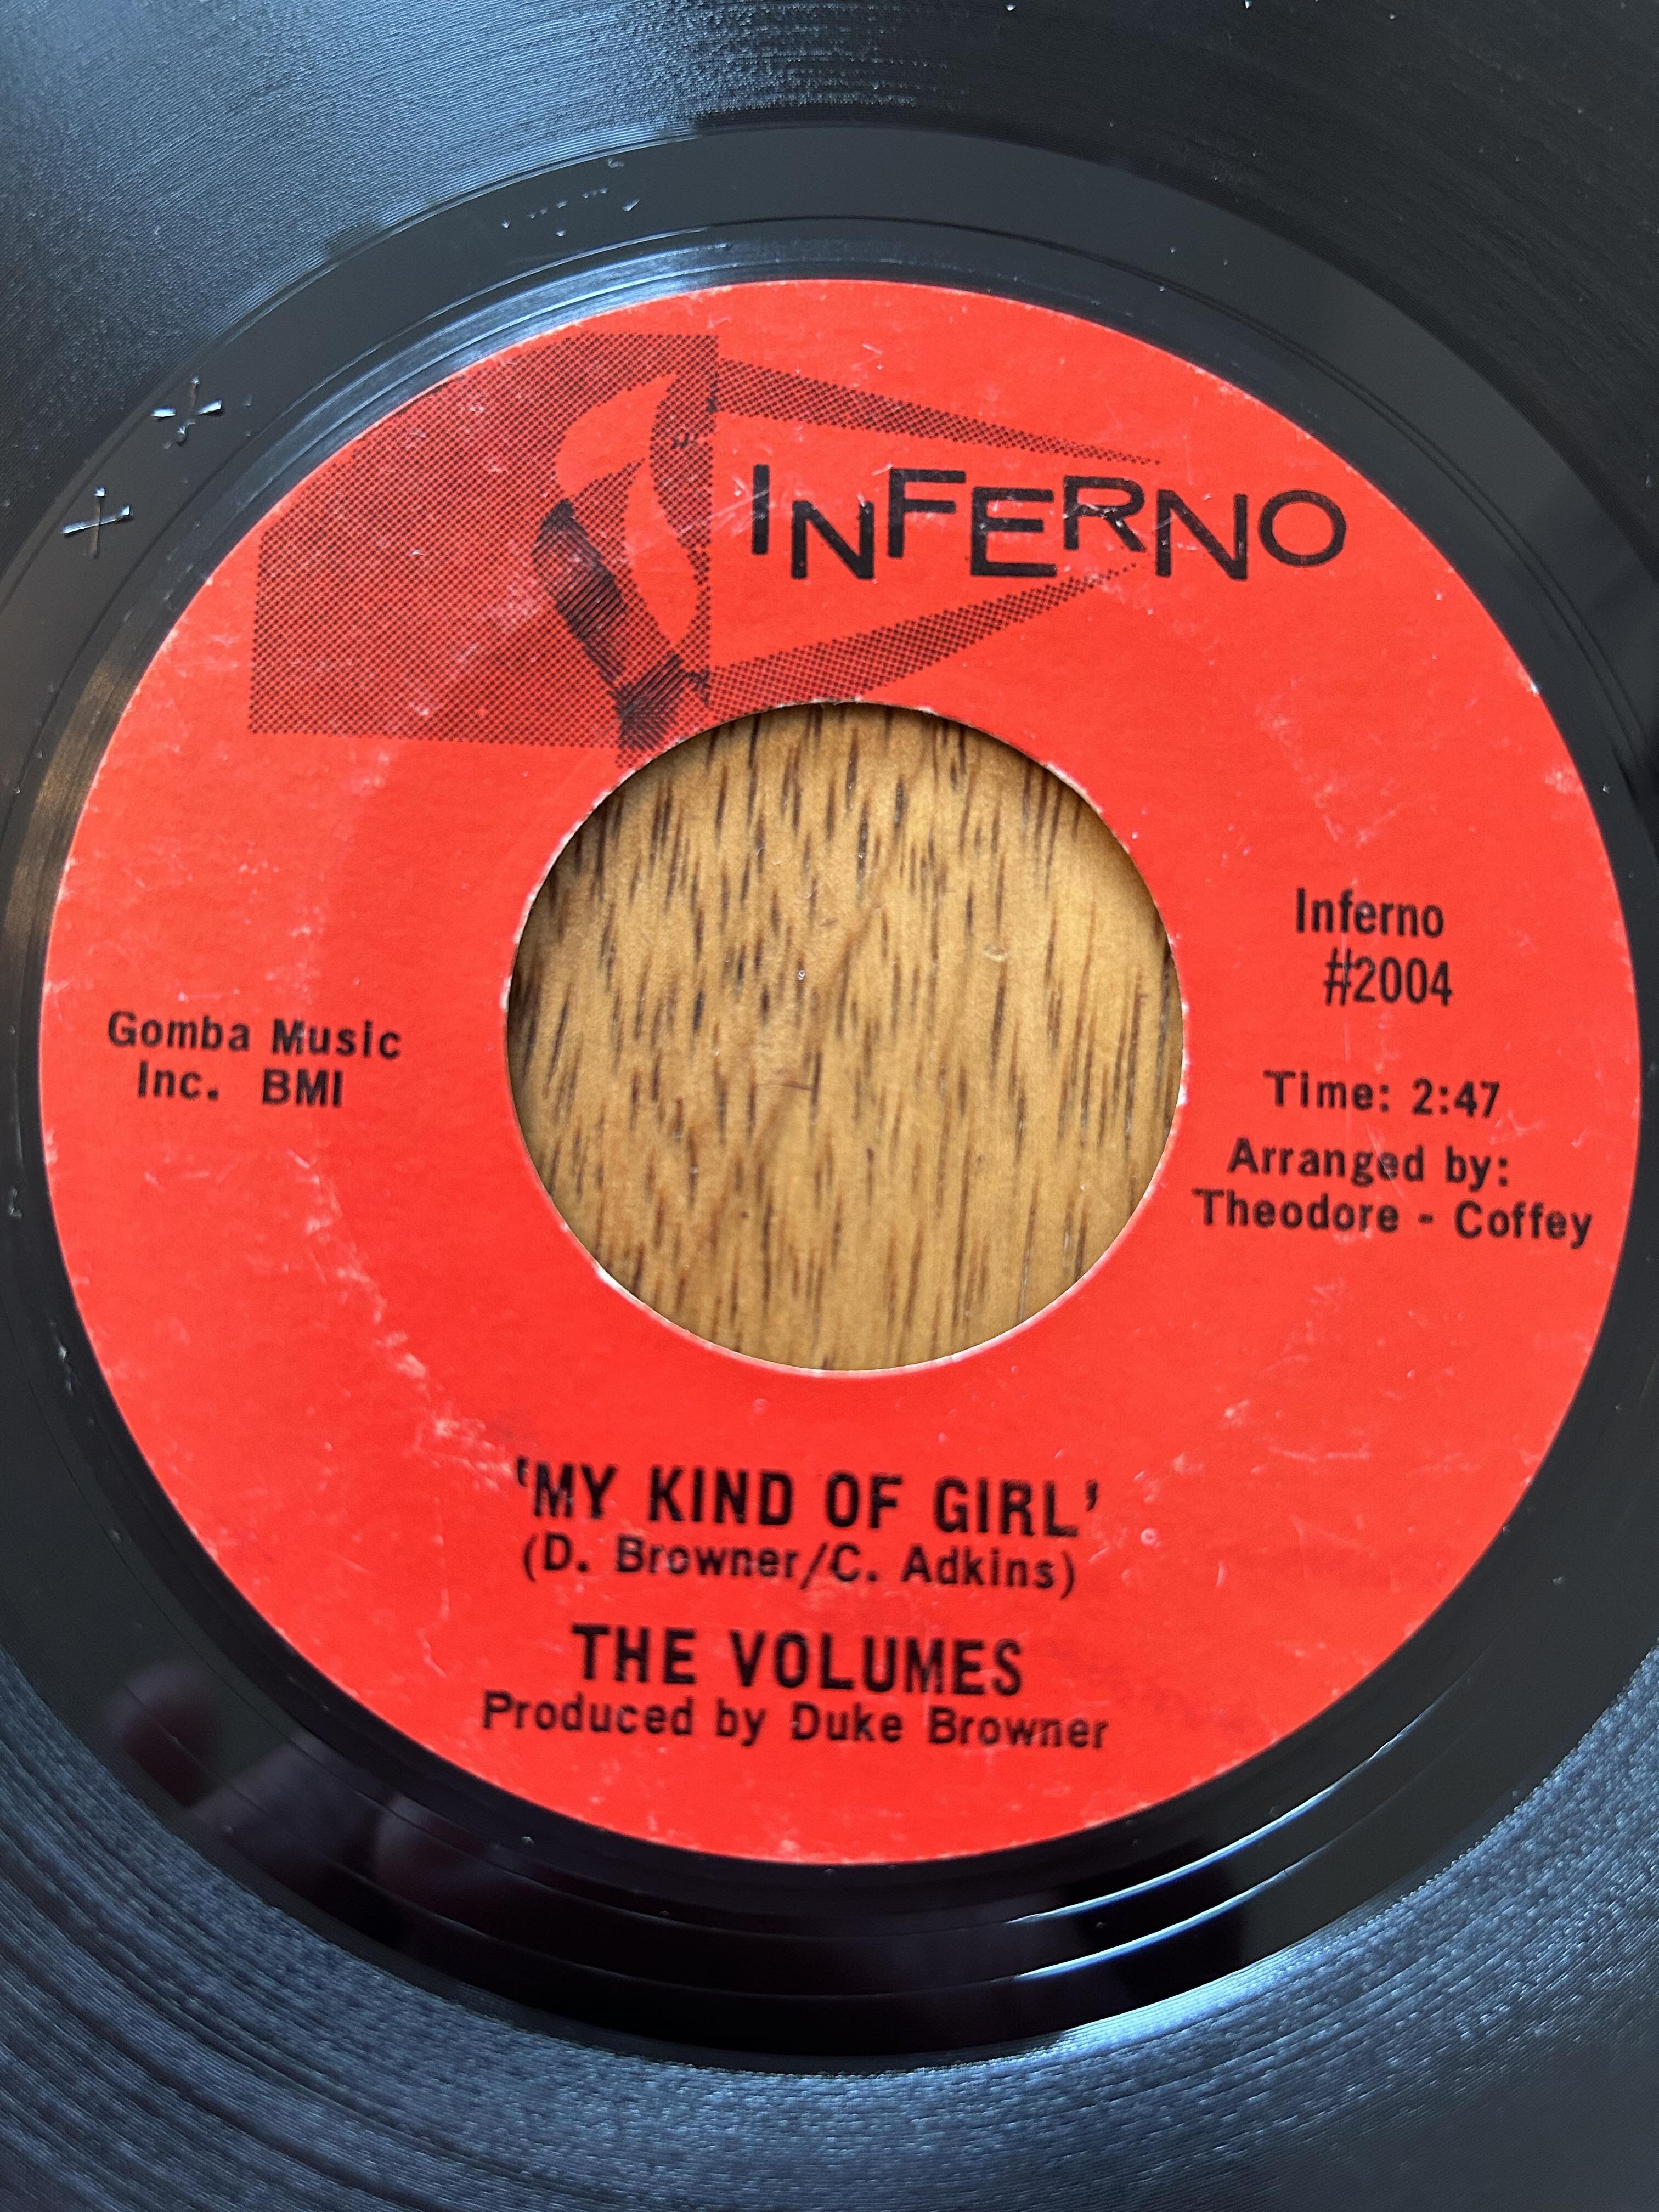 INFERNO
Inferno
#2004
Gomba Music
Inc. BMI
Time: 2:47
Arranged by:
Theodore - Coffey
'MY KIND OF GIRL'
(D. Browner/C. Adkins)
THE VOLUMES
Produced by Duke Browner